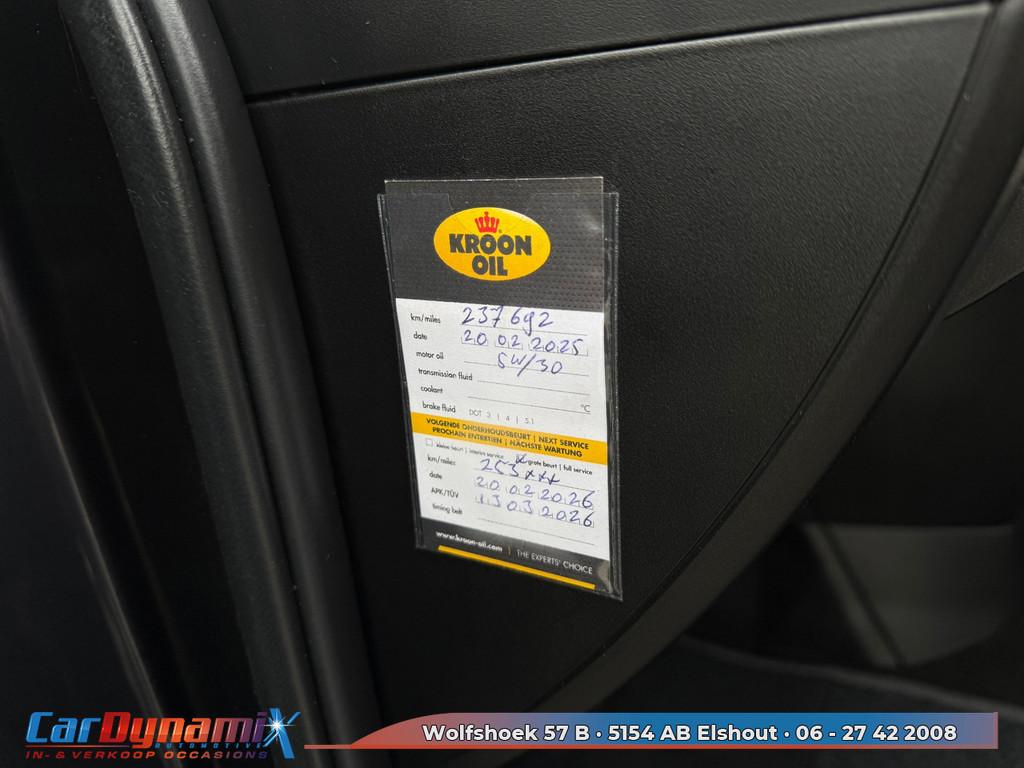 KROON
OIL
km/miles 237692
date 20 02 2025
motor oil 5W/30
transmission fluid
coolant °C
brake fluid DOT 3 | 4 | 5.1
VOLGENDE ONDERHOUDSBEURT | NEXT SERVICE
PROCHAIN ENTRETIEN | NÄCHSTE WARTUNG
kleine beurt | interim service x grote beurt | full service
km/miles 253xxx
date 20 02 2026
APK/TÜV 13 03 2026
timing belt
www.kroon-oil.com | THE EXPERTS' CHOICE
CarDynamiX
AUTOMOTIVE
IN- & VERKOOP OCCASIONS
Wolfshoek 57 B • 5154 AB Elshout • 06 - 27 42 2008